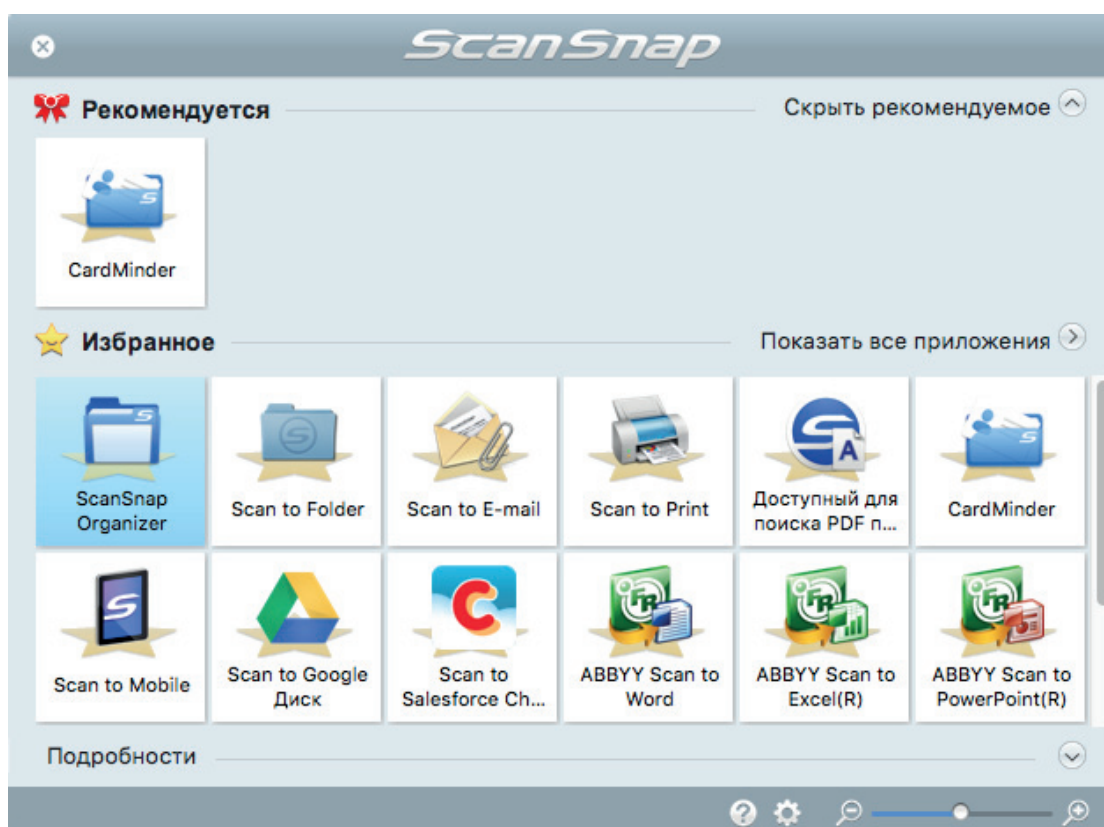 ScanSnap
Рекомендуется
Скрыть рекомендуемое
CardMinder
Избранное
Показать все приложения
ScanSnap
Organizer
Scan to Folder
Scan to E-mail
Scan to Print
Доступный для
поиска PDF п...
CardMinder
Scan to Mobile
Scan to Google
Диск
Scan to
Salesforce Ch...
ABBYY Scan to
Word
ABBYY Scan to
Excel(R)
ABBYY Scan to
PowerPoint(R)
Подробности